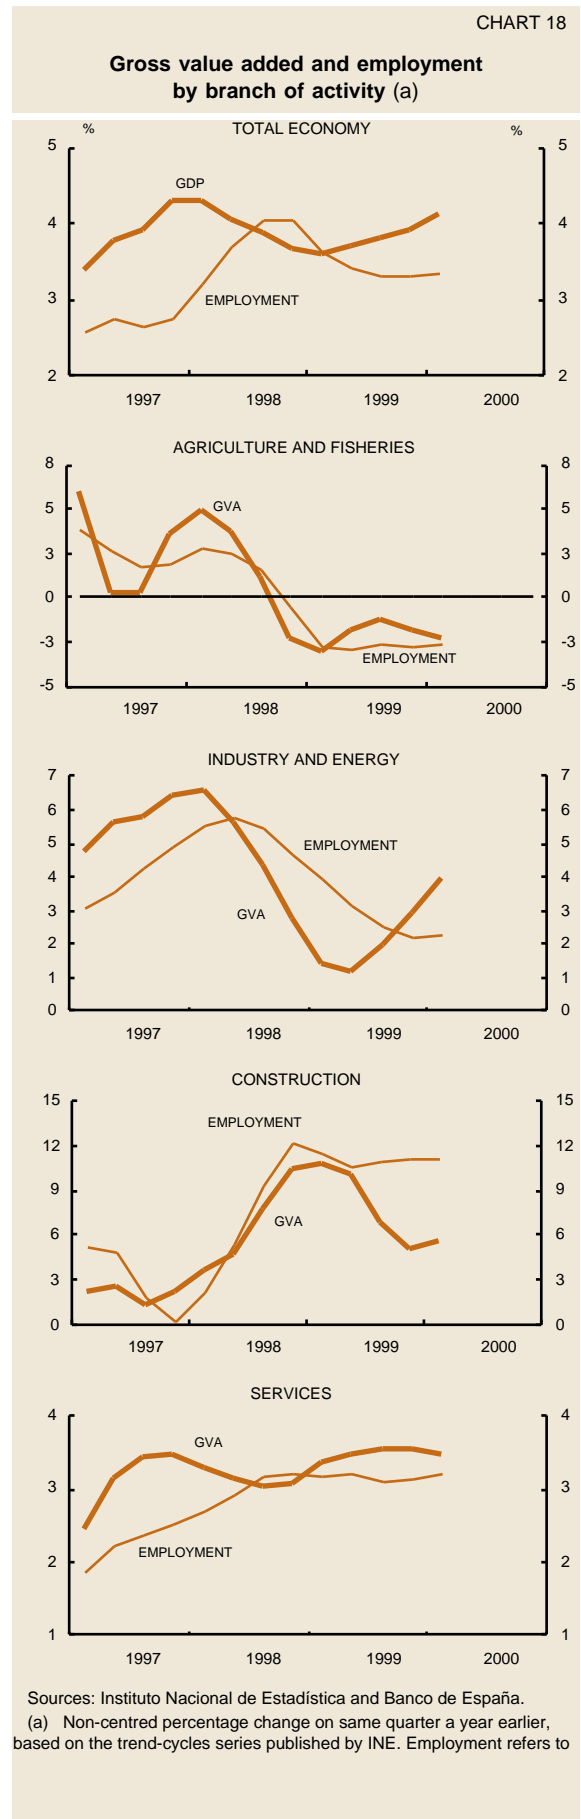 CHART 18
Gross value added and employment
by branch of activity (a)
TOTAL ECONOMY
% %
5 5
GDP
4 4
3 3
EMPLOYMENT
2 2
1997 1998 1999 2000
AGRICULTURE AND FISHERIES
8 8
GVA
5 5
3 3
0 0
-3 -3
EMPLOYMENT
-5 -5
1997 1998 1999 2000
INDUSTRY AND ENERGY
7 7
6 6
EMPLOYMENT
5 5
4 4
GVA
3 3
2 2
1 1
0 0
1997 1998 1999 2000
CONSTRUCTION
15 15
EMPLOYMENT
12 12
9 9
GVA
6 6
3 3
0 0
1997 1998 1999 2000
SERVICES
4 4
GVA
3 3
EMPLOYMENT
2 2
1 1
1997 1998 1999 2000
Sources: Instituto Nacional de Estadística and Banco de España.
(a) Non-centred percentage change on same quarter a year earlier,
based on the trend-cycles series published by INE. Employment refers to